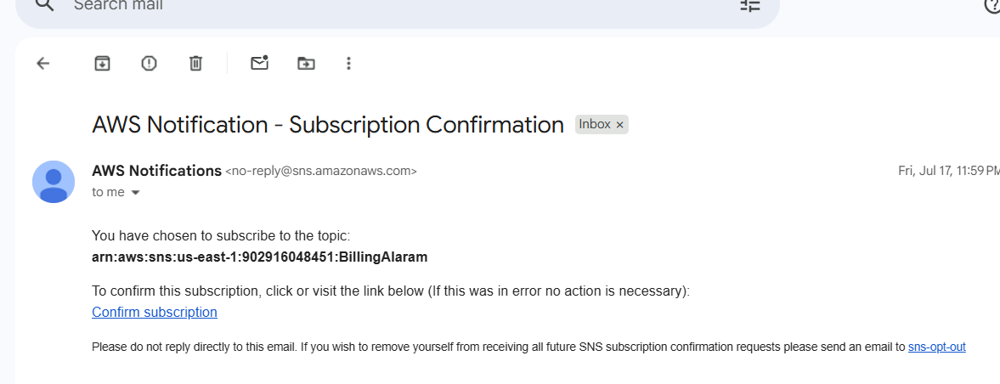 Search mail
AWS Notification - Subscription Confirmation Inbox ×
AWS Notifications <no-reply@sns.amazonaws.com> Fri, Jul 17, 11:59 PM
to me
You have chosen to subscribe to the topic:
arn:aws:sns:us-east-1:902916048451:BillingAlaram
To confirm this subscription, click or visit the link below (If this was in error no action is necessary):
Confirm subscription
Please do not reply directly to this email. If you wish to remove yourself from receiving all future SNS subscription confirmation requests please send an email to sns-opt-out